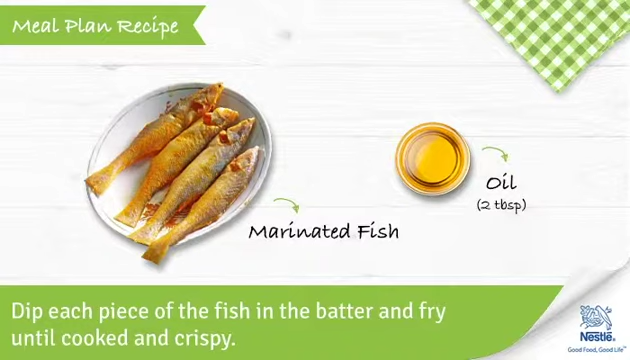 Meal Plan Recipe
Oil
(2 tbsp)
Marinated Fish
Dip each piece of the fish in the batter and fry
until cooked and crispy.
Nestlé®
Good Food, Good Life™